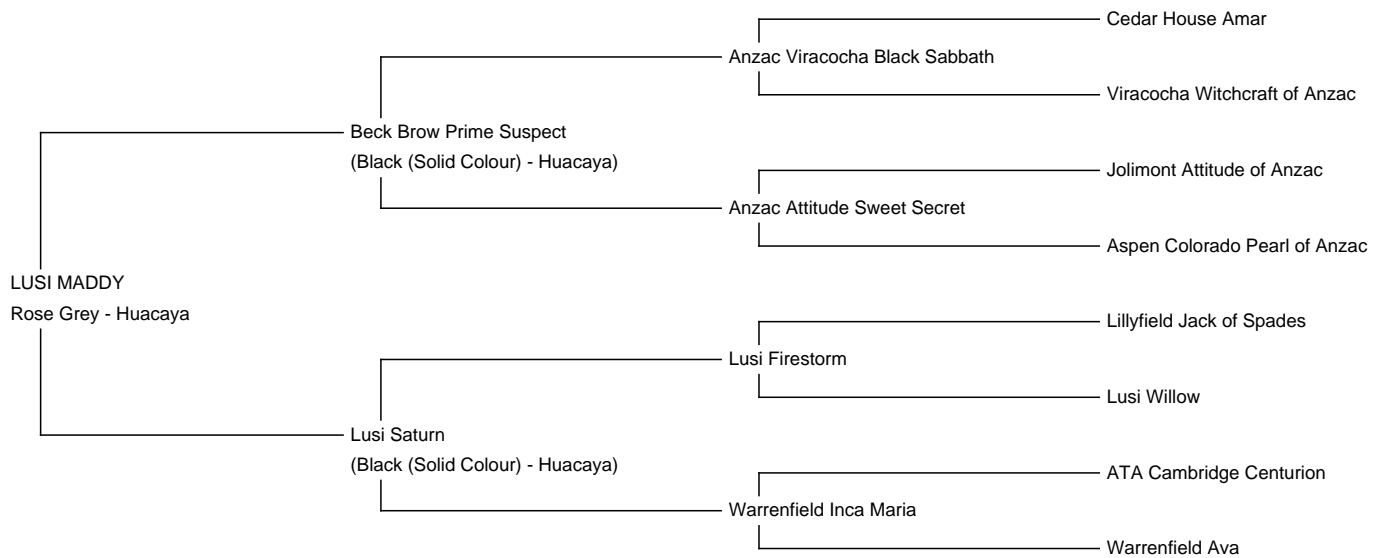 Cedar House Amar
Anzac Viracocha Black Sabbath
Viracocha Witchcraft of Anzac
Beck Brow Prime Suspect
(Black (Solid Colour) - Huacaya)
Jolimont Attitude of Anzac
Anzac Attitude Sweet Secret
Aspen Colorado Pearl of Anzac
LUSI MADDY
Rose Grey - Huacaya
Lillyfield Jack of Spades
Lusi Firestorm
Lusi Willow
Lusi Saturn
(Black (Solid Colour) - Huacaya)
ATA Cambridge Centurion
Warrenfield Inca Maria
Warrenfield Ava